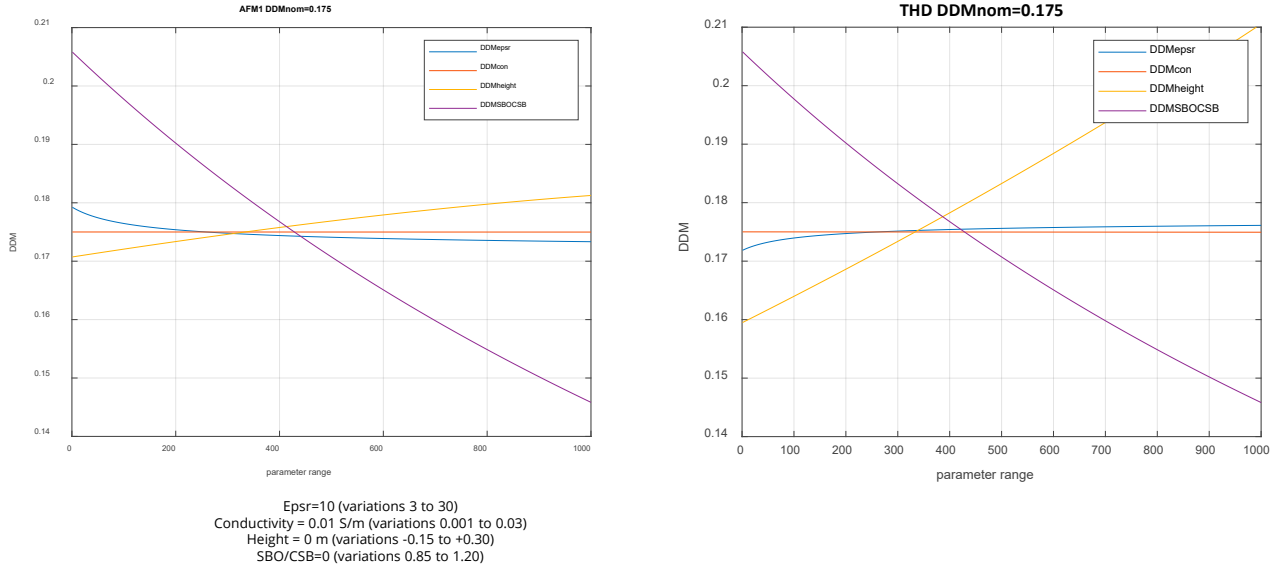 AFM1 DDMnom=0.175
0.21
0.2
0.19
0.18
0.17
0.16
0.15
0.14
DDM
0
200
400
600
800
1000
parameter range
DDMepsr
DDMcon
DDMheight
DDMSBOCSB
THD DDMnom=0.175
0.21
0.2
0.19
0.18
0.17
0.16
0.15
0.14
DDM
0
100
200
300
400
500
600
700
800
900
1000
parameter range
DDMepsr
DDMcon
DDMheight
DDMSBOCSB
Epsr=10 (variations 3 to 30)
Conductivity = 0.01 S/m (variations 0.001 to 0.03)
Height = 0 m (variations -0.15 to +0.30)
SBO/CSB=0 (variations 0.85 to 1.20)